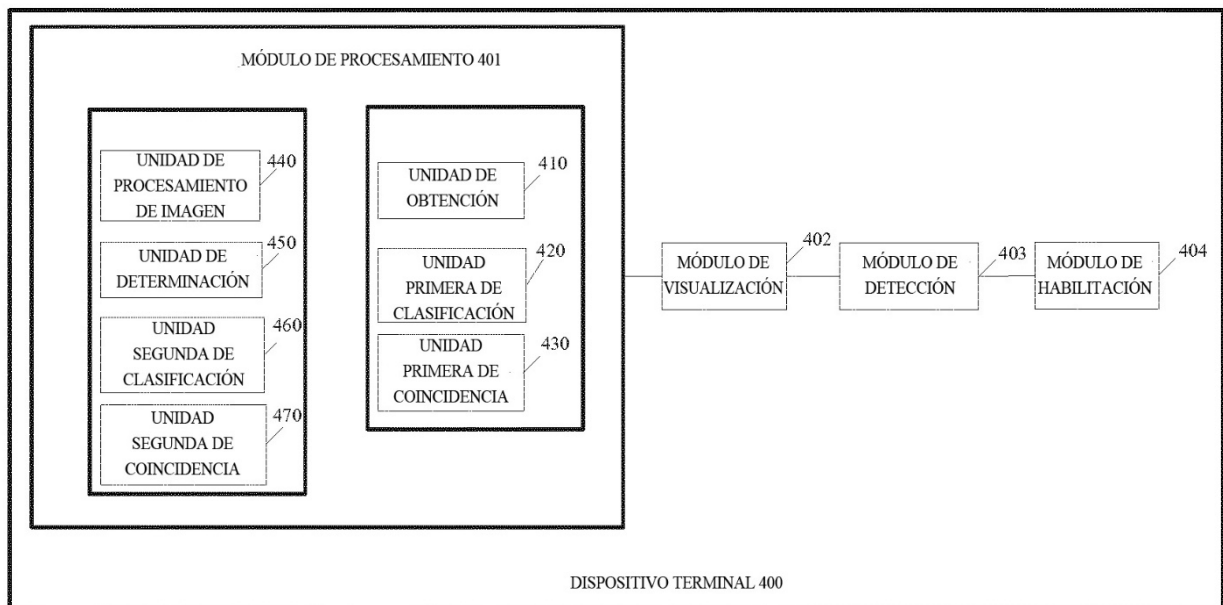 MÓDULO DE PROCESAMIENTO 401
UNIDAD DE
PROCESAMIENTO
DE IMAGEN
440
UNIDAD DE
DETERMINACIÓN
450
UNIDAD
SEGUNDA DE
CLASIFICACIÓN
460
UNIDAD
SEGUNDA DE
COINCIDENCIA
470
UNIDAD DE
OBTENCIÓN
410
UNIDAD
PRIMERA DE
CLASIFICACIÓN
420
UNIDAD
PRIMERA DE
COINCIDENCIA
430
MÓDULO DE
VISUALIZACIÓN
402
MÓDULO DE
DETECCIÓN
403
MÓDULO DE
HABILITACIÓN
404
DISPOSITIVO TERMINAL 400